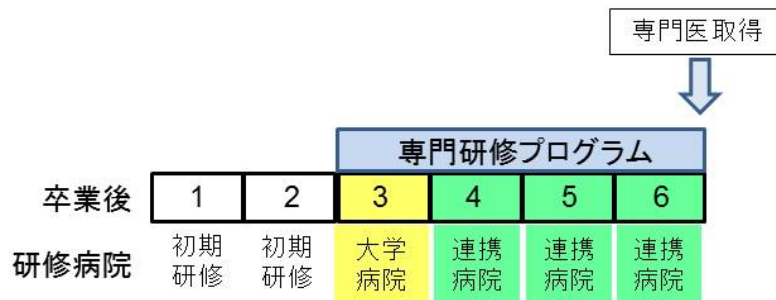 専門医取得
専門研修プログラム
卒業後 1 2 3 4 5 6
研修病院 初期 初期 大学 連携 連携 連携
研修 研修 病院 病院 病院 病院